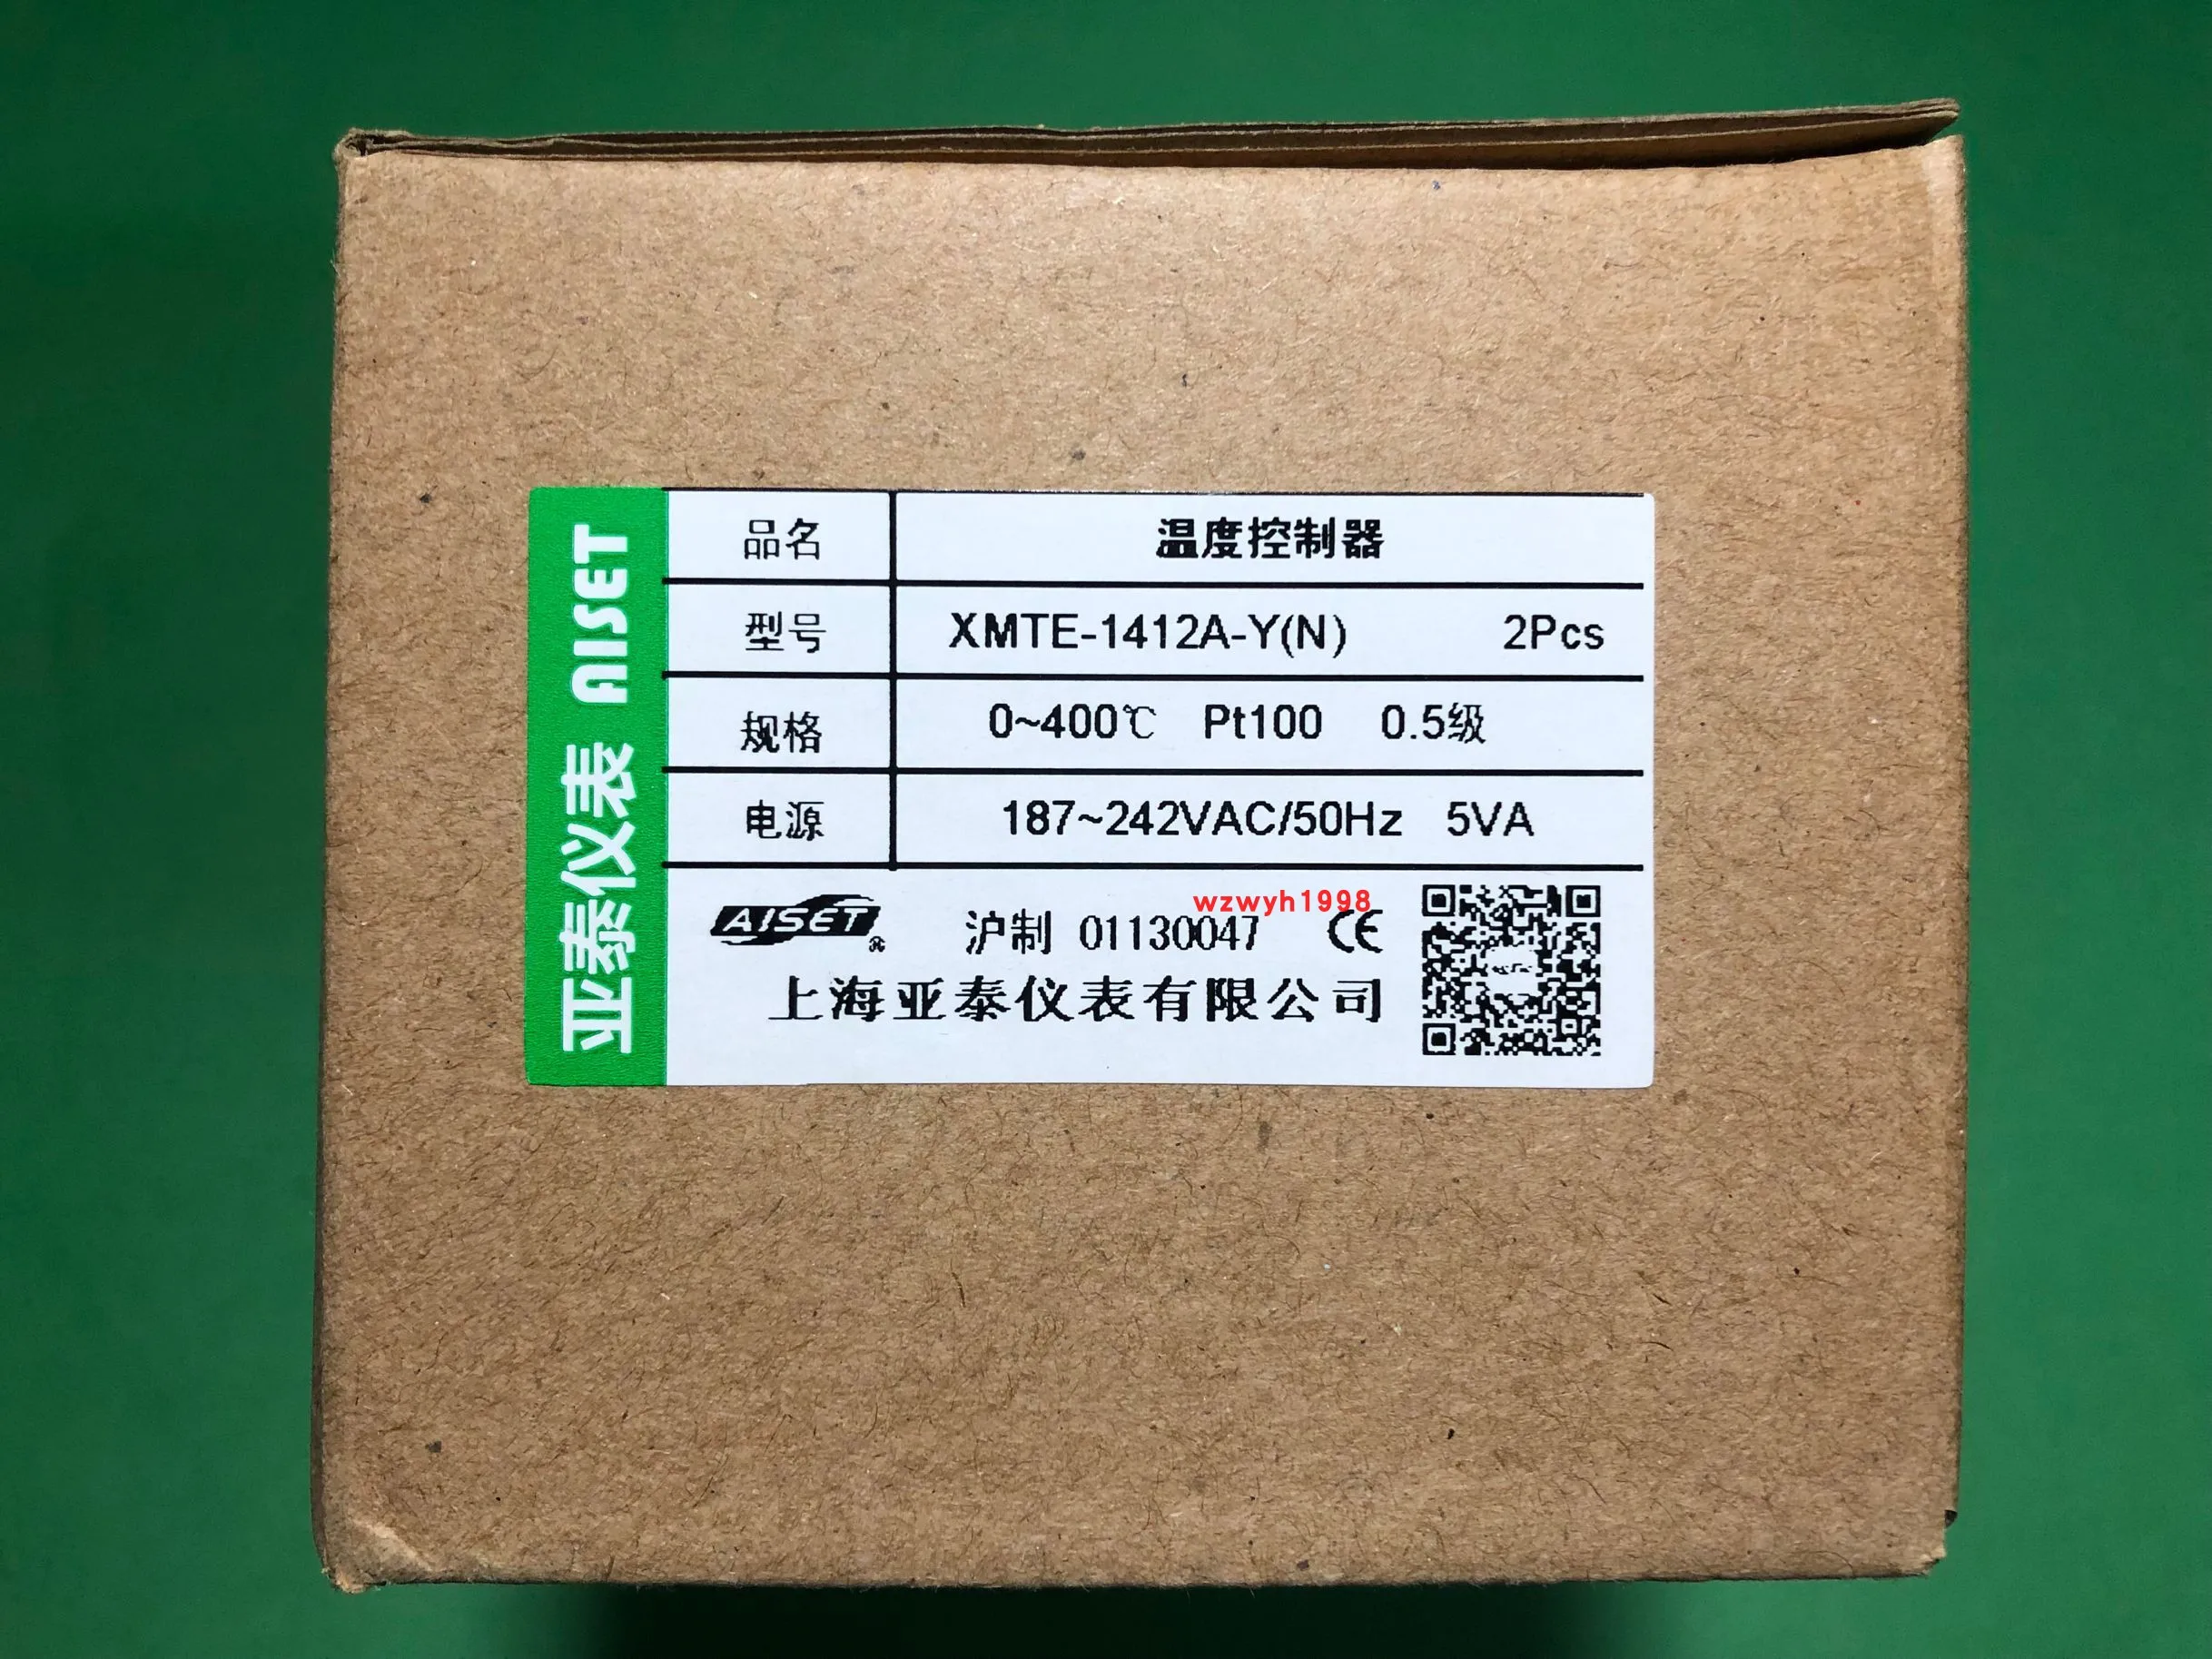 亚泰仪表 AISET
品名 温度控制器
型号 XMTE-1412A-Y(N) 2Pcs
规格 0~400℃ Pt100 0.5级
电源 187~242VAC/50Hz 5VA
wzwyh1998
AISET® 沪制 01130047 CE
上海亚泰仪表有限公司